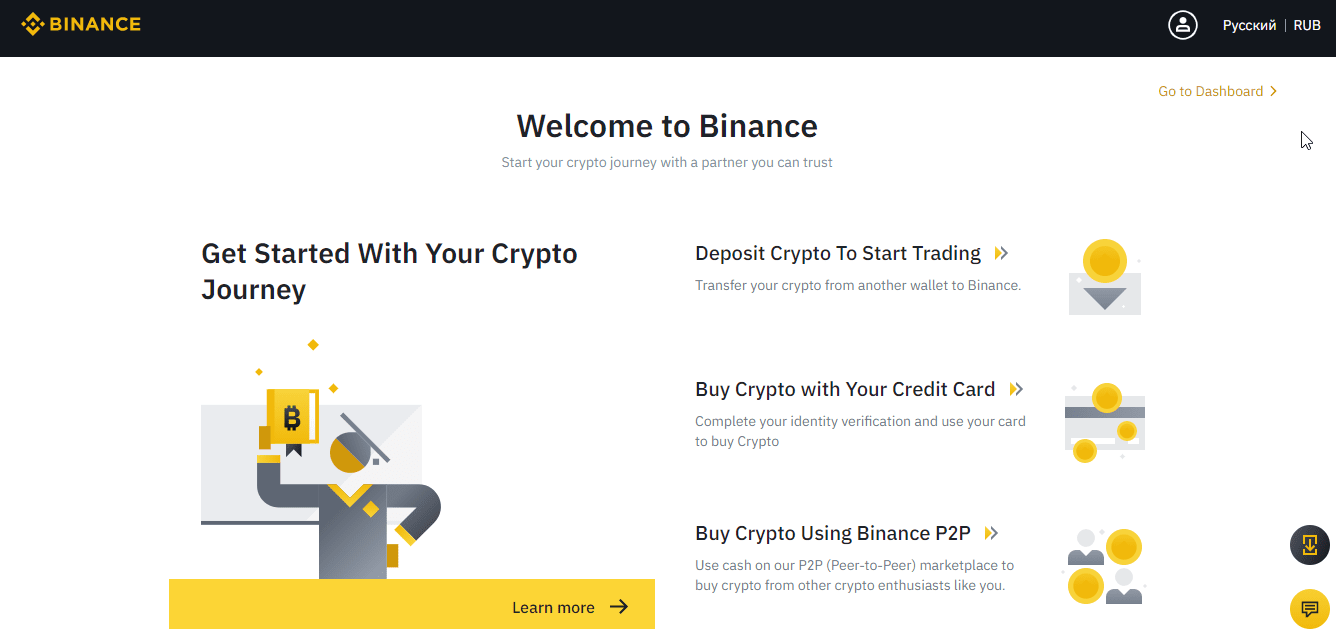 BINANCE
Русский | RUB
Go to Dashboard
Welcome to Binance
Start your crypto journey with a partner you can trust
Get Started With Your Crypto
Journey
Learn more
Deposit Crypto To Start Trading
Transfer your crypto from another wallet to Binance.
Buy Crypto with Your Credit Card
Complete your identity verification and use your card
to buy Crypto
Buy Crypto Using Binance P2P
Use cash on our P2P (Peer-to-Peer) marketplace to
buy crypto from other crypto enthusiasts like you.